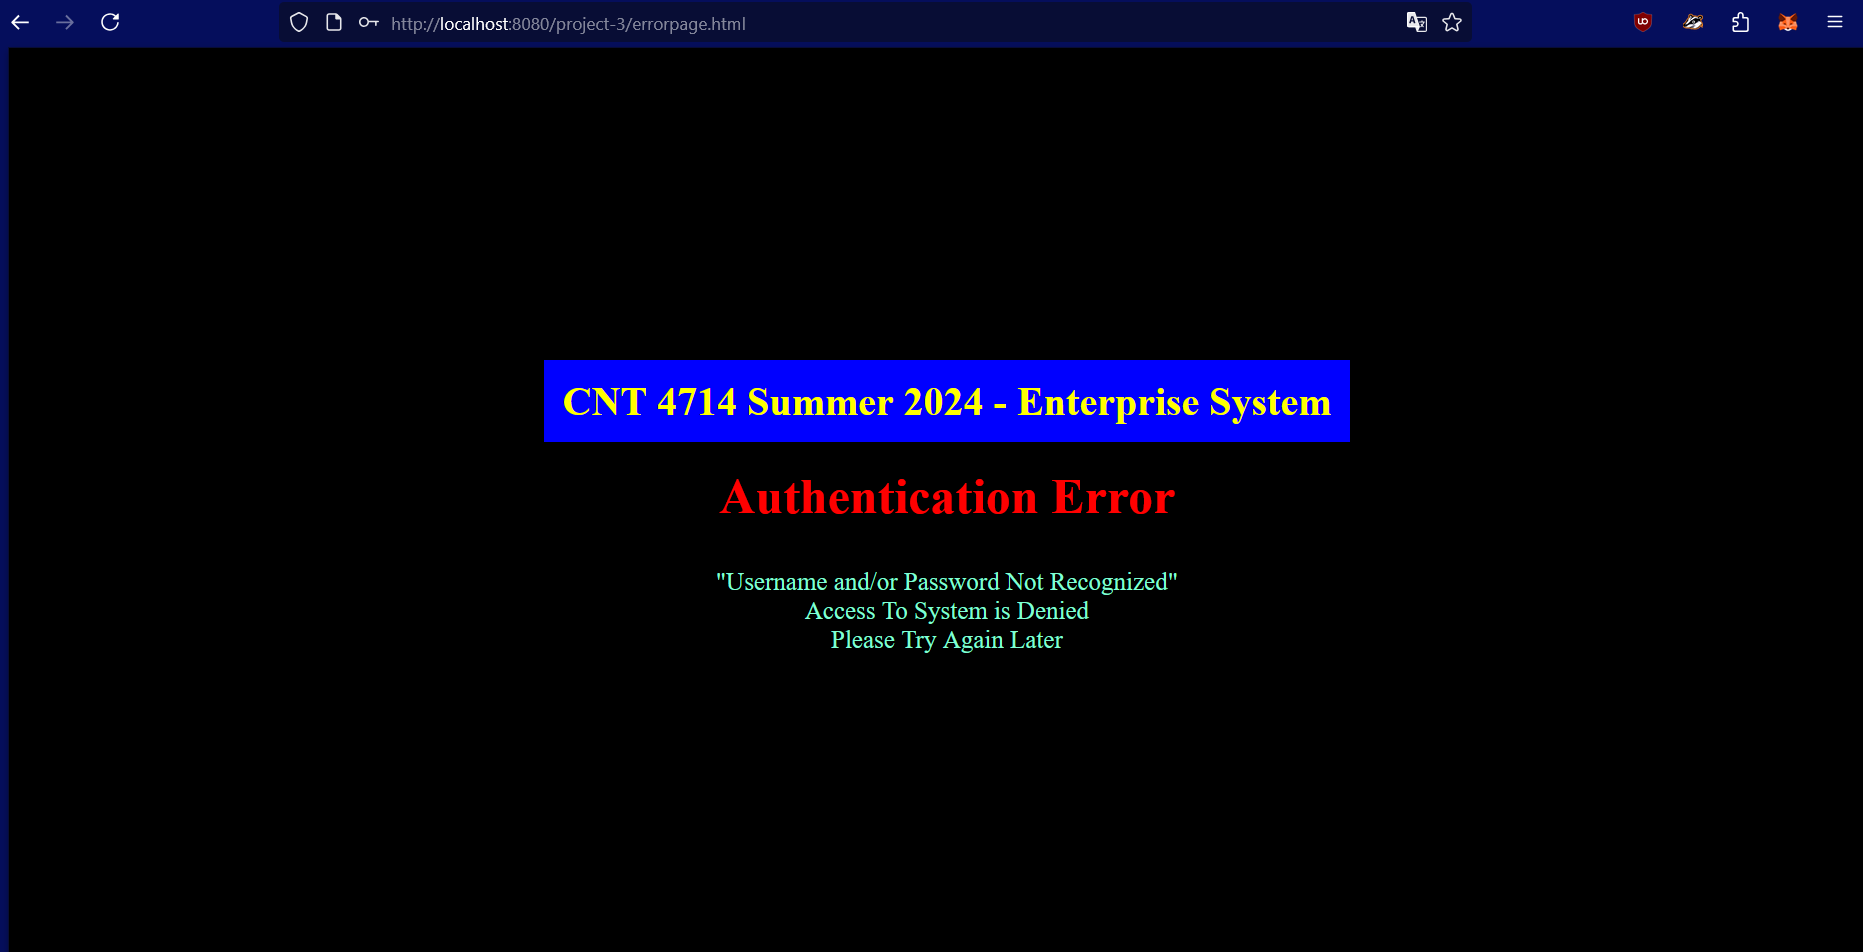 http://localhost:8080/project-3/errorpage.html
CNT 4714 Summer 2024 - Enterprise System
Authentication Error
"Username and/or Password Not Recognized"
Access To System is Denied
Please Try Again Later